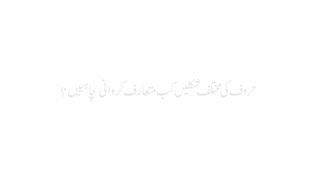 حروف کی مختلف شکلیں کب متعارف کروانی چاہییں ؟